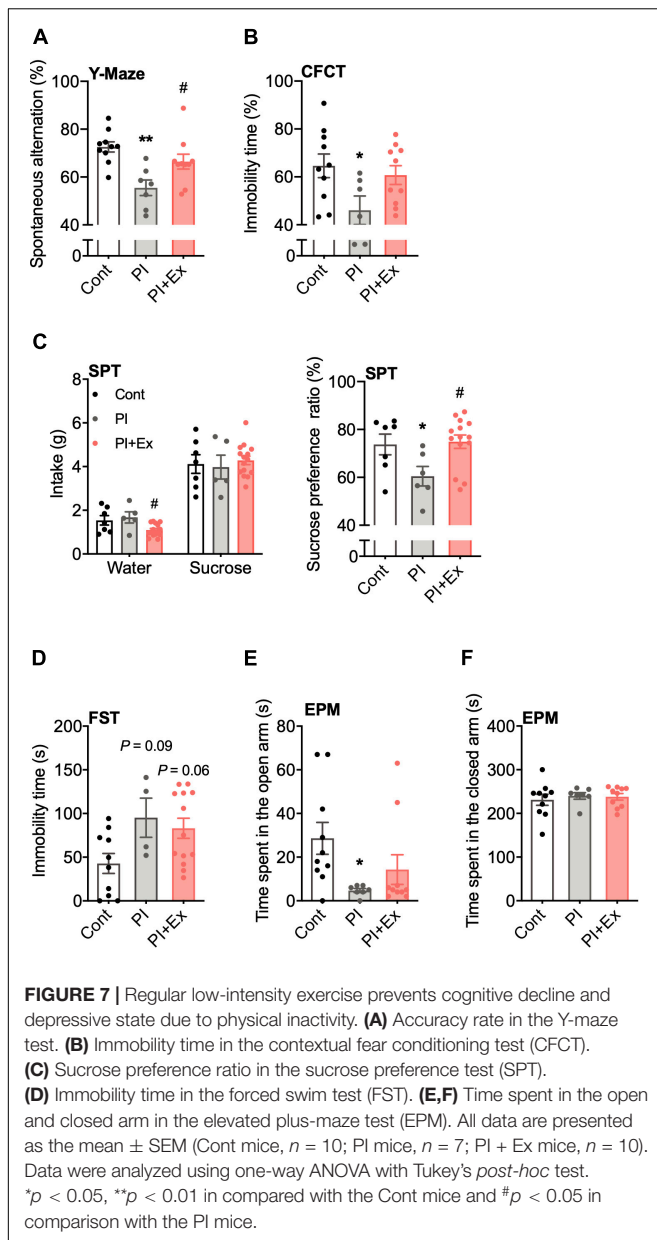 A
Y-Maze
Spontaneous alternation (%)
100
80
60
40
0
**
#
Cont
PI
PI+Ex
B
CFCT
Immobility time (%)
100
80
60
40
0
*
Cont
PI
PI+Ex
C
SPT
Intake (g)
8
6
4
2
0
Cont
PI
PI+Ex
#
Water
Sucrose
SPT
Sucrose preference ratio (%)
100
80
60
40
0
*
#
Cont
PI
PI+Ex
D
FST
Immobility time (s)
200
150
100
50
0
P = 0.09
P = 0.06
Cont
PI
PI+Ex
E
EPM
Time spent in the open arm (s)
80
60
40
20
0
*
Cont
PI
PI+Ex
F
EPM
Time spent in the closed arm (s)
400
300
200
100
0
Cont
PI
PI+Ex
FIGURE 7 | Regular low-intensity exercise prevents cognitive decline and
depressive state due to physical inactivity. (A) Accuracy rate in the Y-maze
test. (B) Immobility time in the contextual fear conditioning test (CFCT).
(C) Sucrose preference ratio in the sucrose preference test (SPT).
(D) Immobility time in the forced swim test (FST). (E,F) Time spent in the open
and closed arm in the elevated plus-maze test (EPM). All data are presented
as the mean ± SEM (Cont mice, n = 10; PI mice, n = 7; PI + Ex mice, n = 10).
Data were analyzed using one-way ANOVA with Tukey's post-hoc test.
*p < 0.05, **p < 0.01 in compared with the Cont mice and #p < 0.05 in
comparison with the PI mice.